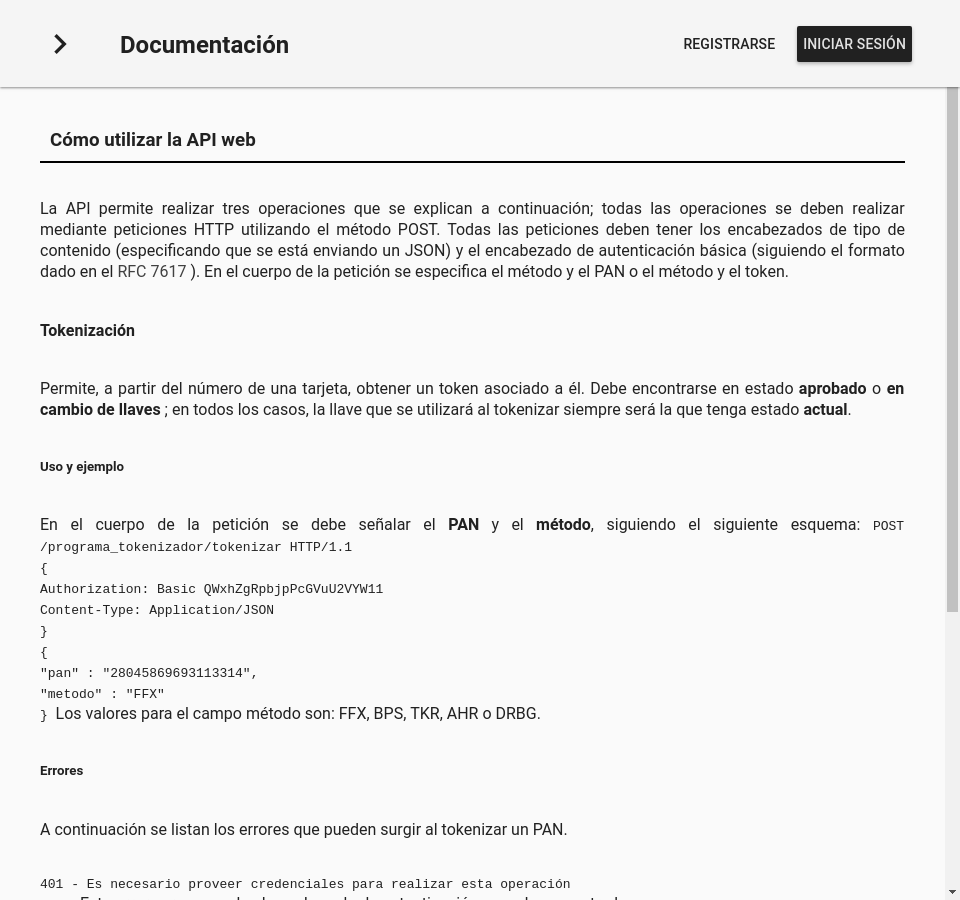 Documentación
REGISTRARSE
INICIAR SESIÓN
Cómo utilizar la API web
La API permite realizar tres operaciones que se explican a continuación; todas las operaciones se deben realizar
mediante peticiones HTTP utilizando el método POST. Todas las peticiones deben tener los encabezados de tipo de
contenido (especificando que se está enviando un JSON) y el encabezado de autenticación básica (siguiendo el formato
dado en el RFC 7617 ). En el cuerpo de la petición se especifica el método y el PAN o el método y el token.
Tokenización
Permite, a partir del número de una tarjeta, obtener un token asociado a él. Debe encontrarse en estado aprobado o en
cambio de llaves ; en todos los casos, la llave que se utilizará al tokenizar siempre será la que tenga estado actual.
Uso y ejemplo
En el cuerpo de la petición se debe señalar el PAN y el método, siguiendo el siguiente esquema: POST
/programa_tokenizador/tokenizar HTTP/1.1
{
Authorization: Basic QWxhZgRpbjpPcGVuU2VYW11
Content-Type: Application/JSON
}
{
"pan" : "28045869693113314",
"metodo" : "FFX"
} Los valores para el campo método son: FFX, BPS, TKR, AHR o DRBG.
Errores
A continuación se listan los errores que pueden surgir al tokenizar un PAN.
401 - Es necesario proveer credenciales para realizar esta operación